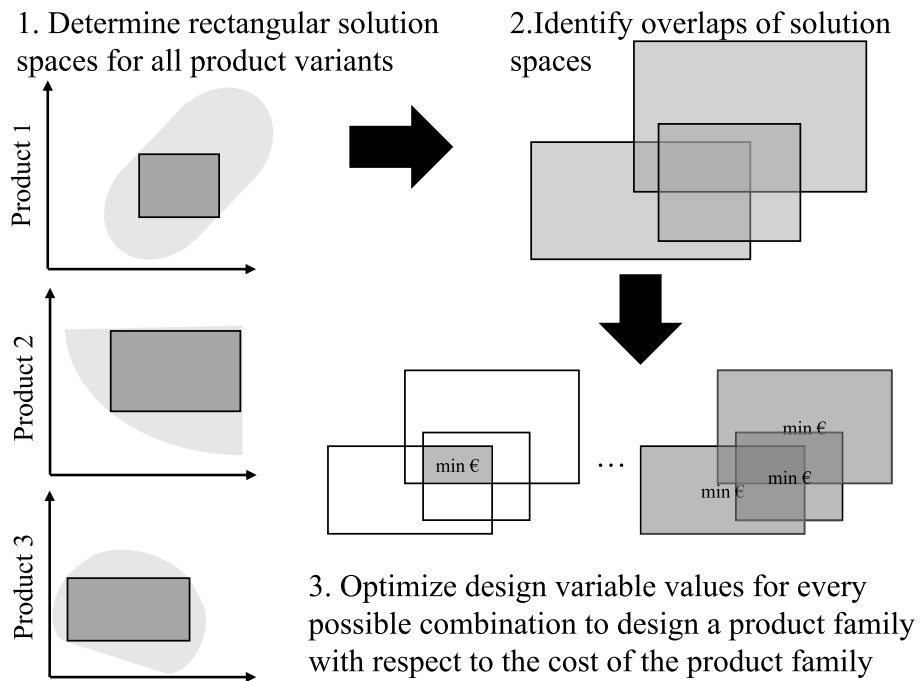 1. Determine rectangular solution
spaces for all product variants
2.Identify overlaps of solution
spaces
Product 1
Product 2
Product 3
min €
...
min €
min €
min €
3. Optimize design variable values for every
possible combination to design a product family
with respect to the cost of the product family